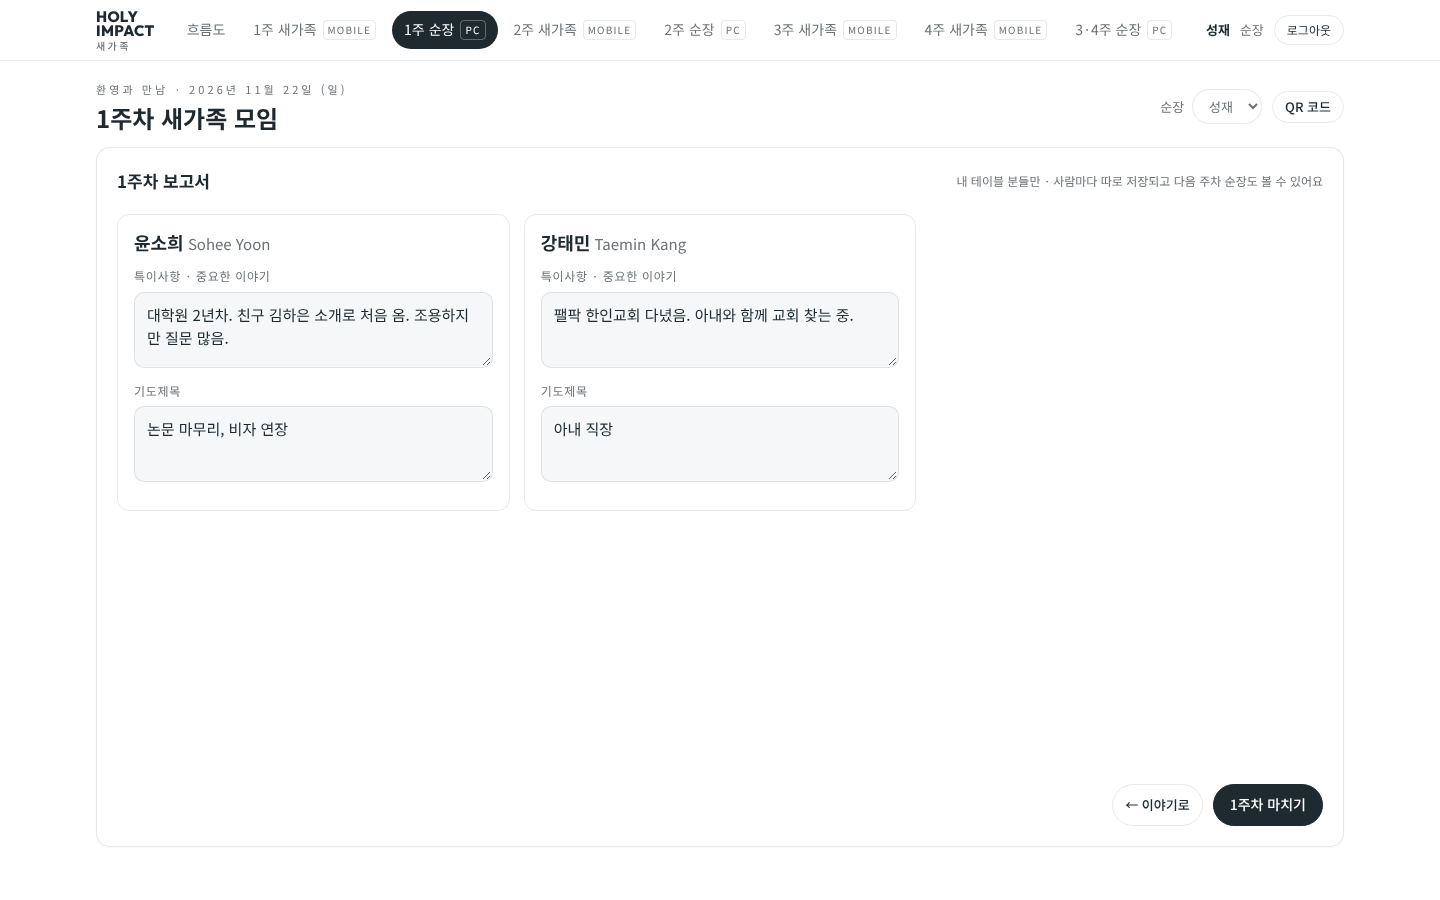 HOLY
IMPACT
새가족
흐름도
1주 새가족 MOBILE
1주 순장 PC
2주 새가족 MOBILE
2주 순장 PC
3주 새가족 MOBILE
4주 새가족 MOBILE
3·4주 순장 PC
성재 순장
로그아웃
환영과 만남 · 2026년 11월 22일 (일)
1주차 새가족 모임
순장 성재
QR 코드
1주차 보고서
내 테이블 분들만 · 사람마다 따로 저장되고 다음 주차 순장도 볼 수 있어요
윤소희 Sohee Yoon
특이사항 · 중요한 이야기
대학원 2년차. 친구 김하은 소개로 처음 옴. 조용하지
만 질문 많음.
기도제목
논문 마무리, 비자 연장
강태민 Taemin Kang
특이사항 · 중요한 이야기
팰팍 한인교회 다녔음. 아내와 함께 교회 찾는 중.
기도제목
아내 직장
← 이야기로
1주차 마치기